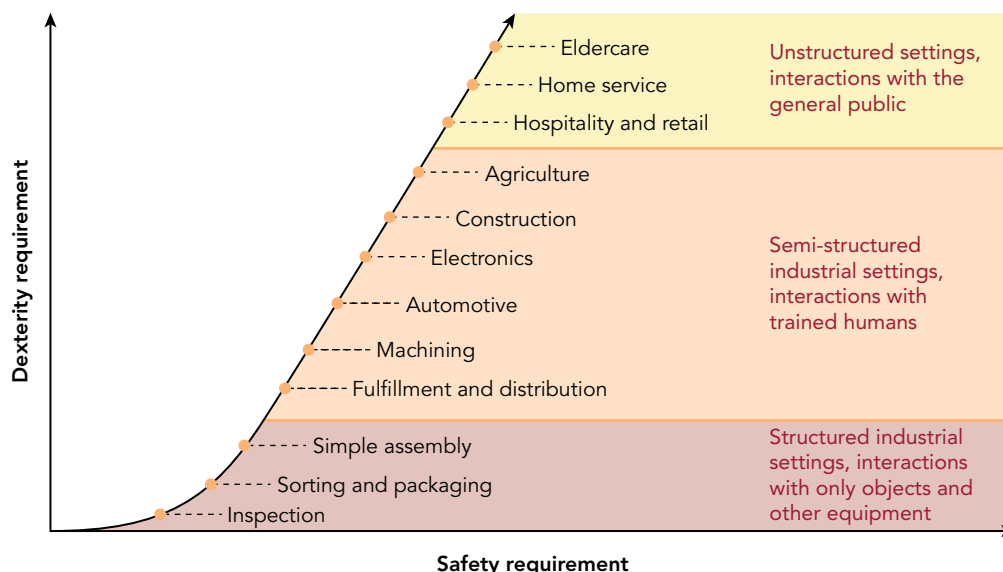 Eldercare
Home service
Hospitality and retail
Unstructured settings,
interactions with the
general public
Agriculture
Construction
Electronics
Automotive
Machining
Fulfillment and distribution
Semi-structured
industrial settings,
interactions with
trained humans
Simple assembly
Sorting and packaging
Inspection
Structured industrial
settings, interactions
with only objects and
other equipment
Dexterity requirement
Safety requirement